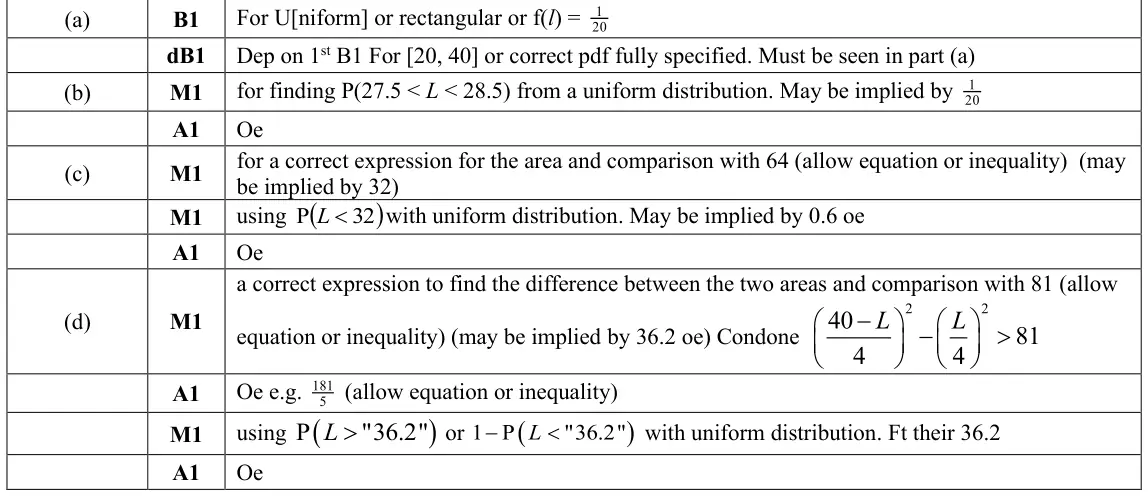 (a) B1 For U[niform] or rectangular or f(l) = 1/20
dB1 Dep on 1st B1 For [20, 40] or correct pdf fully specified. Must be seen in part (a)
(b) M1 for finding P(27.5 < L < 28.5) from a uniform distribution. May be implied by 1/20
A1 Oe
(c) M1 for a correct expression for the area and comparison with 64 (allow equation or inequality) (may
be implied by 32)
M1 using P(L < 32)with uniform distribution. May be implied by 0.6 oe
A1 Oe
a correct expression to find the difference between the two areas and comparison with 81 (allow
(d) M1 equation or inequality) (may be implied by 36.2 oe) Condone ((40 − L)/4)² − (L/4)² > 81
A1 Oe e.g. 181/5 (allow equation or inequality)
M1 using P(L > "36.2") or 1 − P(L < "36.2") with uniform distribution. Ft their 36.2
A1 Oe